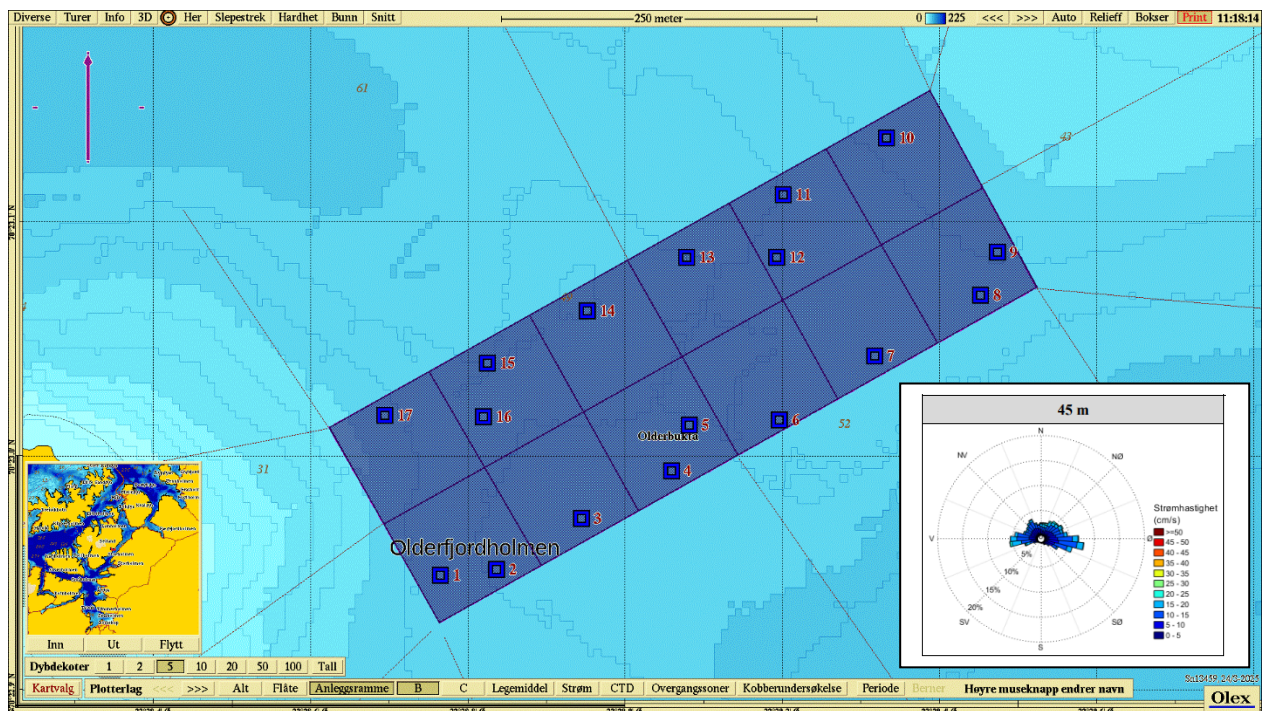 Diverse Turer Info 3D Her Slepestrek Hardhet Bunn Snitt 250 meter 0 225 <<< >>> Auto Relieff Bokser Print 11:18:14
61
43
10
11
9
13
12
8
14
7
15
17
16
5
6
52
Olderbukta
4
31
3
Olderfjordholmen
1
2
45 m
N
NV
NØ
V
Ø
5%
10%
15%
20%
SV
SØ
S
Strømhastighet
(cm/s)
>=50
45 - 50
40 - 45
35 - 40
30 - 35
25 - 30
20 - 25
15 - 20
10 - 15
5 - 10
0 - 5
Inn Ut Flytt
Dybdekoter 1 2 5 10 20 50 100 Tall
Kartvalg Plotterlag <<< >>> Alt Flåte Anleggsramme B C Legemiddel Strøm CTD Overgangssoner Kobberundersøkelse Periode Berner Høyre museknapp endrer navn
Sn13459 24/3-2025
Olex